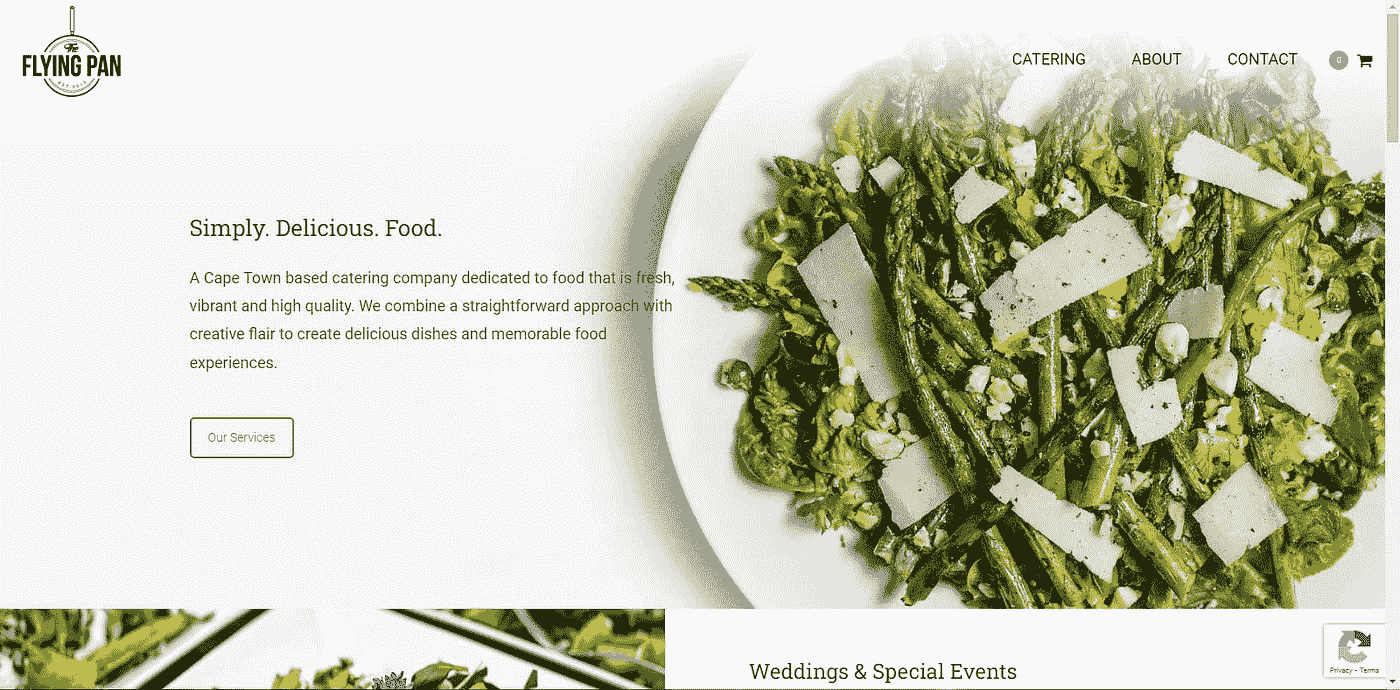 The
FLYING PAN
EST. 2012
CATERING
ABOUT
CONTACT
0
Simply. Delicious. Food.
A Cape Town based catering company dedicated to food that is fresh,
vibrant and high quality. We combine a straightforward approach with
creative flair to create delicious dishes and memorable food
experiences.
Our Services
Weddings & Special Events
Privacy - Terms